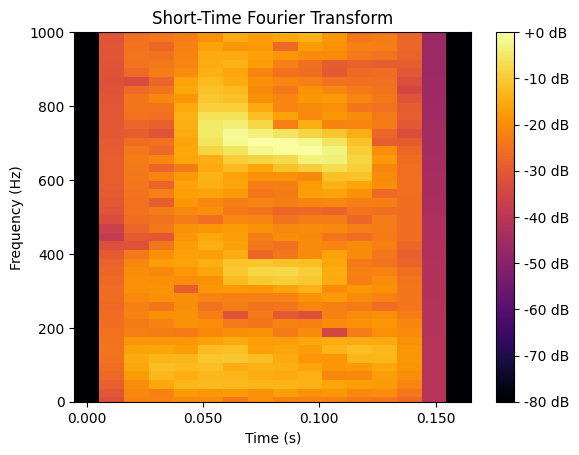 Short-Time Fourier Transform
1000
800
600
400
200
0
Frequency (Hz)
0.000
0.050
0.100
0.150
Time (s)
+0 dB
-10 dB
-20 dB
-30 dB
-40 dB
-50 dB
-60 dB
-70 dB
-80 dB